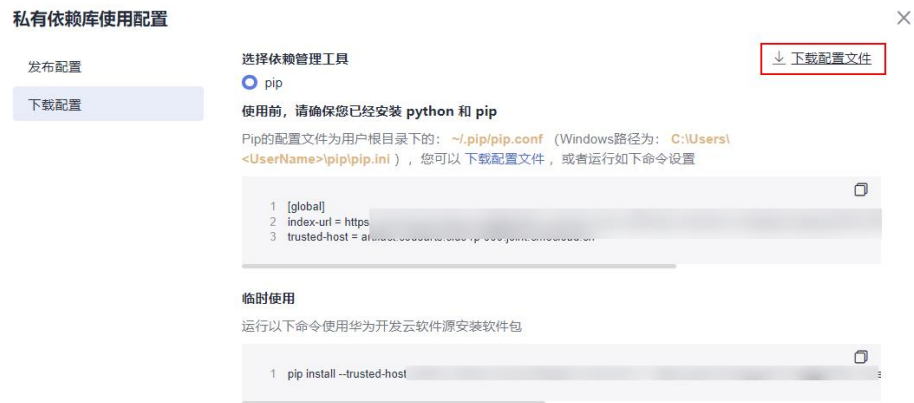 私有依赖库使用配置
发布配置
下载配置
选择依赖管理工具
下载配置文件
pip
使用前，请确保您已经安装 python 和 pip
Pip的配置文件为用户根目录下的： ~/.pip/pip.conf （Windows路径为： C:\Users\
<UserName>\pip\pip.ini ），您可以 下载配置文件 ，或者运行如下命令设置
1 [global]
2 index-url = https
3 trusted-host =
临时使用
运行以下命令使用华为开发云软件源安装软件包
1 pip install --trusted-host